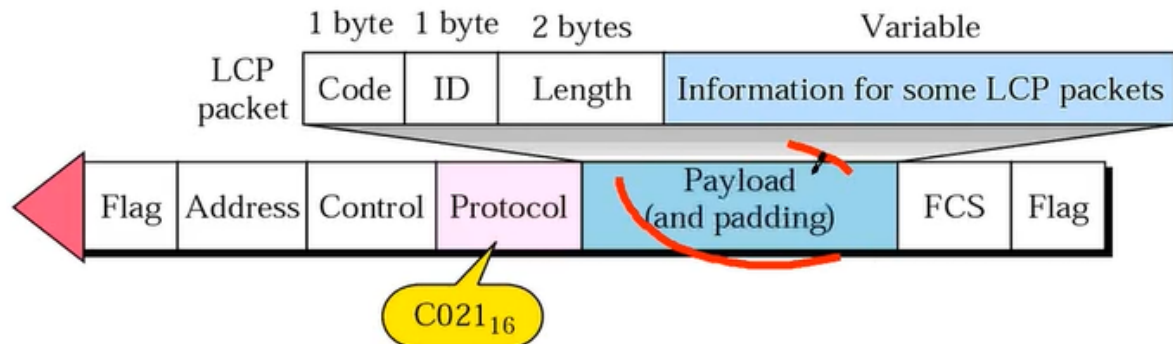 1 byte 1 byte 2 bytes Variable
LCP packet
Code ID Length Information for some LCP packets
Flag Address Control Protocol Payload (and padding) FCS Flag
C021₁₆